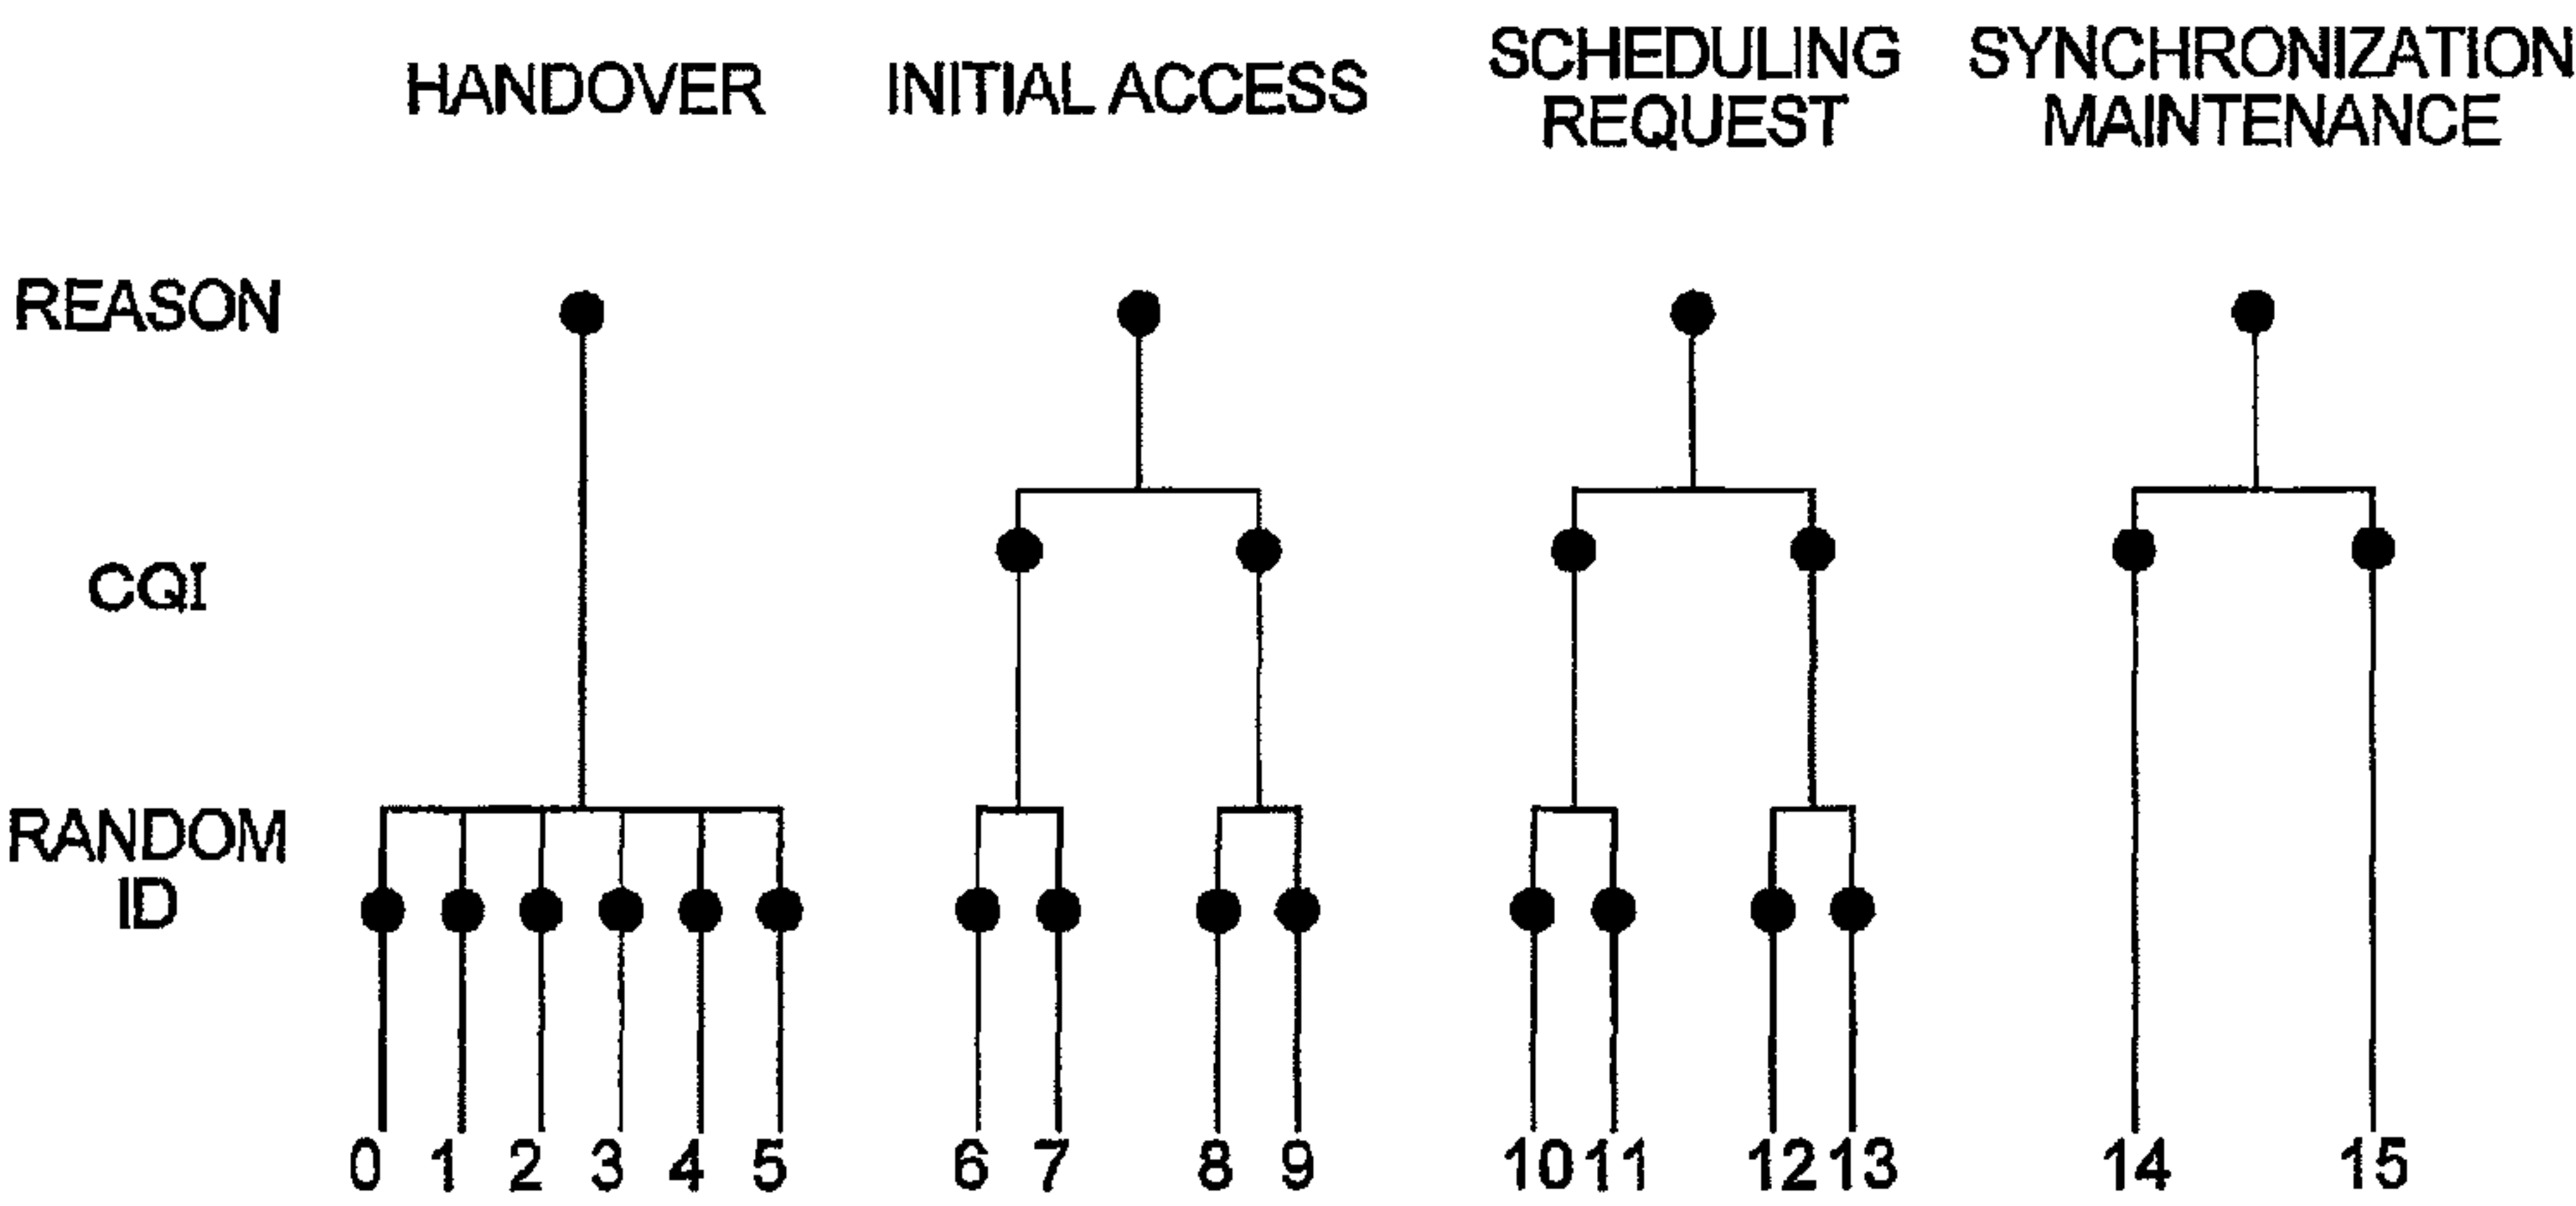 HANDOVER
INITIAL ACCESS
SCHEDULING
REQUEST
SYNCHRONIZATION
MAINTENANCE
REASON
CQI
RANDOM
ID
0 1 2 3 4 5 6 7 8 9 10 11 12 13 14 15